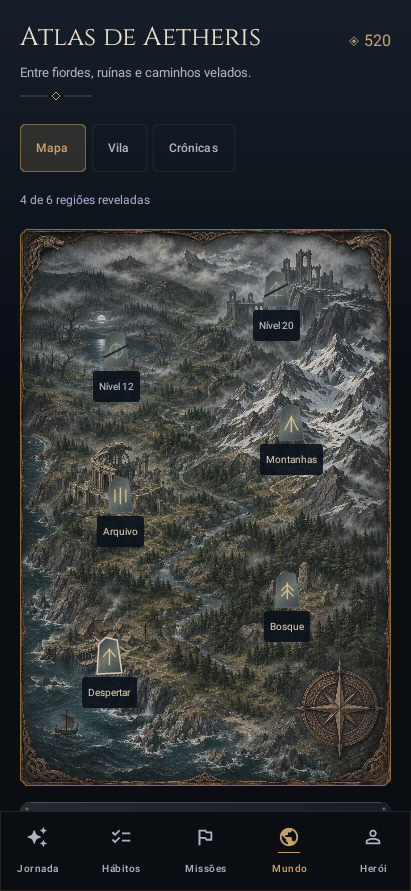 Atlas de Aetheris
520
Entre fiordes, ruínas e caminhos velados.
Mapa
Vila
Crônicas
4 de 6 regiões reveladas
Nível 20
Nível 12
Montanhas
Arquivo
Bosque
Despertar
Jornada
Hábitos
Missões
Mundo
Herói